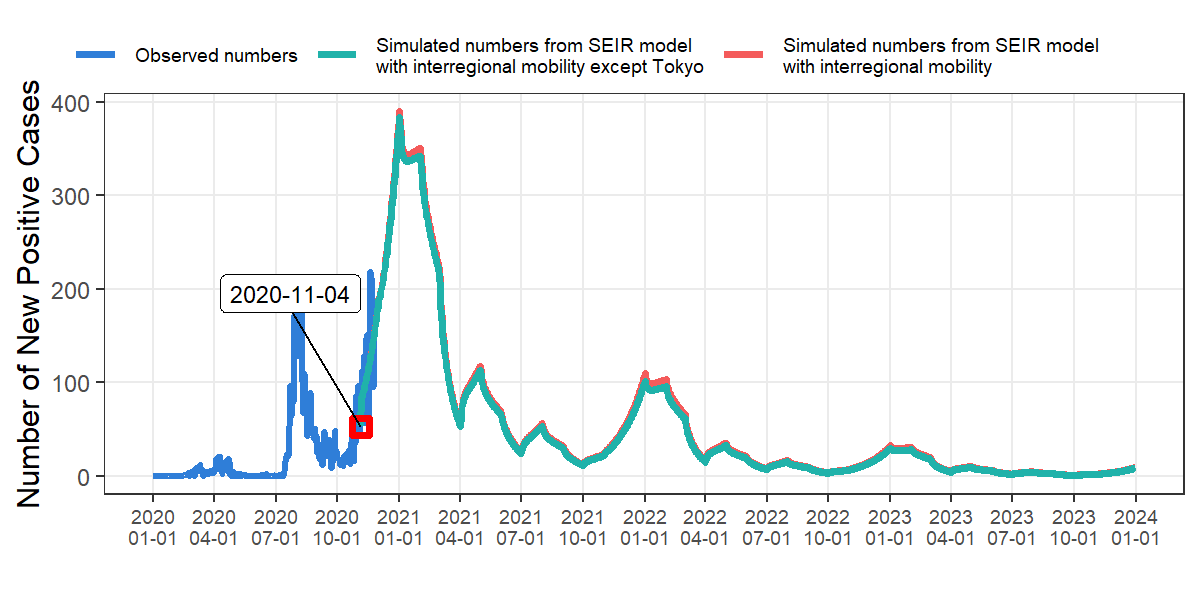 Observed numbers
Simulated numbers from SEIR model
with interregional mobility except Tokyo
Simulated numbers from SEIR model
with interregional mobility
Number of New Positive Cases
400
300
200
100
0
2020-11-04
2020 2020 2020 2020 2021 2021 2021 2021 2022 2022 2022 2022 2023 2023 2023 2023 2024
01-01 04-01 07-01 10-01 01-01 04-01 07-01 10-01 01-01 04-01 07-01 10-01 01-01 04-01 07-01 10-01 01-01